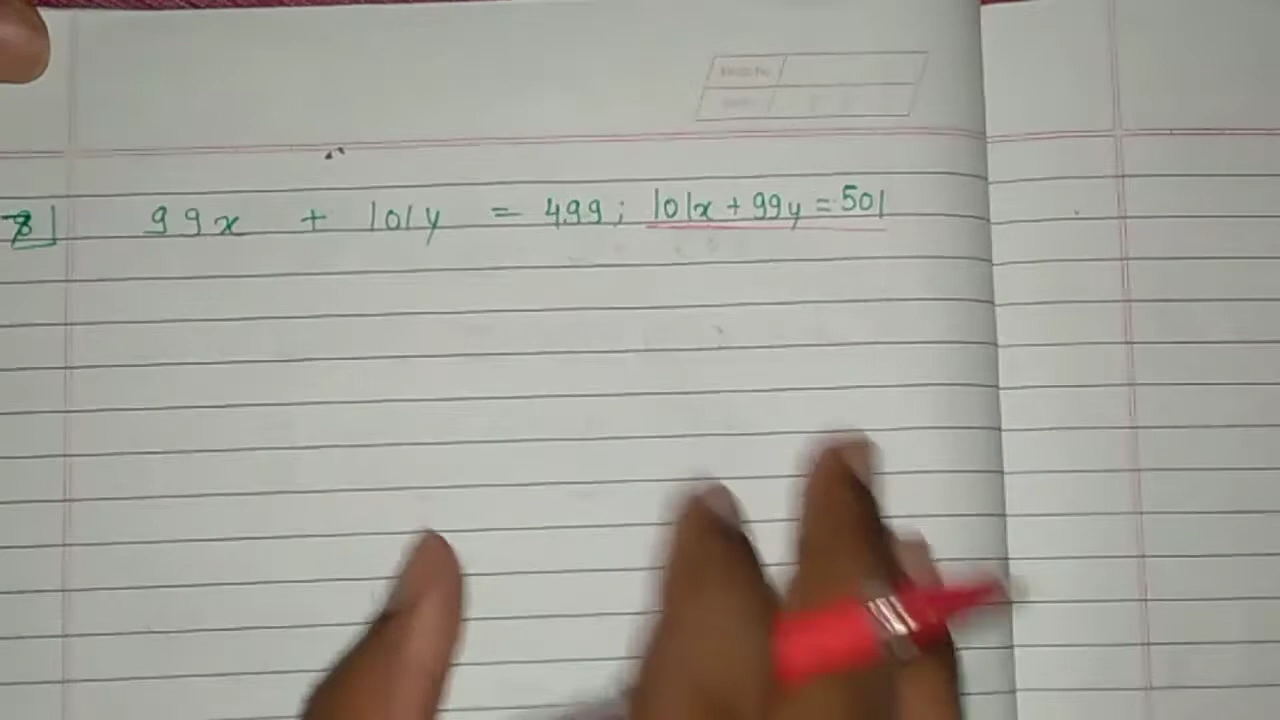 8] 99x + 101y = 499; 101x + 99y = 501